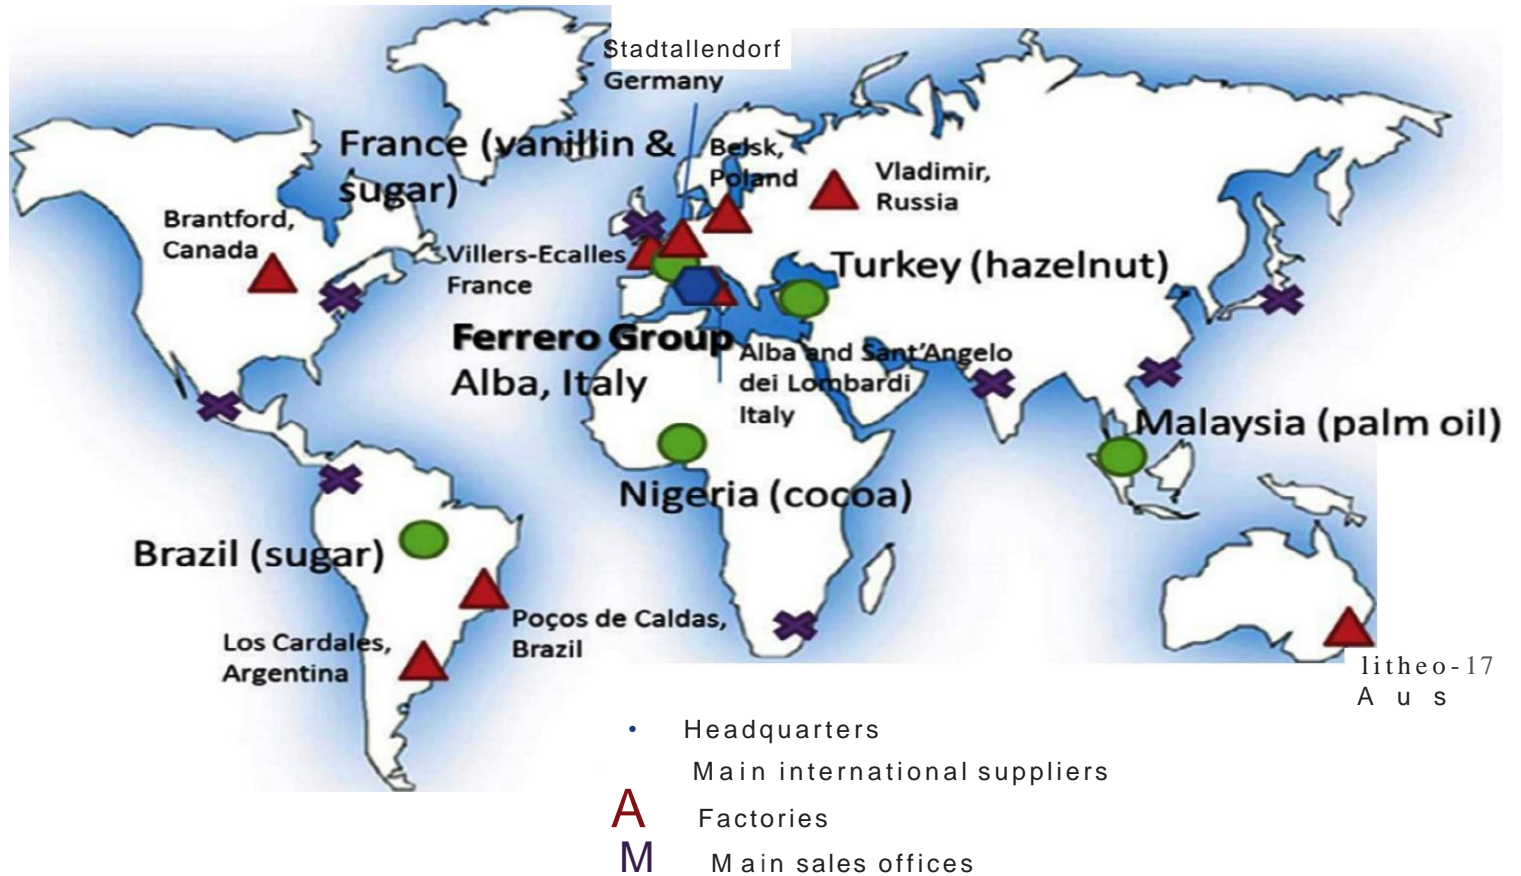 Stadtallendorf
Germany
France (vanillin &
sugar)
Belsk,
Poland
Vladimir,
Russia
Brantford,
Canada
Villers-Ecalles
France
Turkey (hazelnut)
Ferrero Group
Alba, Italy
Alba and Sant'Angelo
dei Lombardi
Italy
Malaysia (palm oil)
Nigeria (cocoa)
Brazil (sugar)
Poços de Caldas,
Brazil
Los Cardales,
Argentina
litheo-17
Aus
• Headquarters
Main international suppliers
A Factories
M Main sales offices